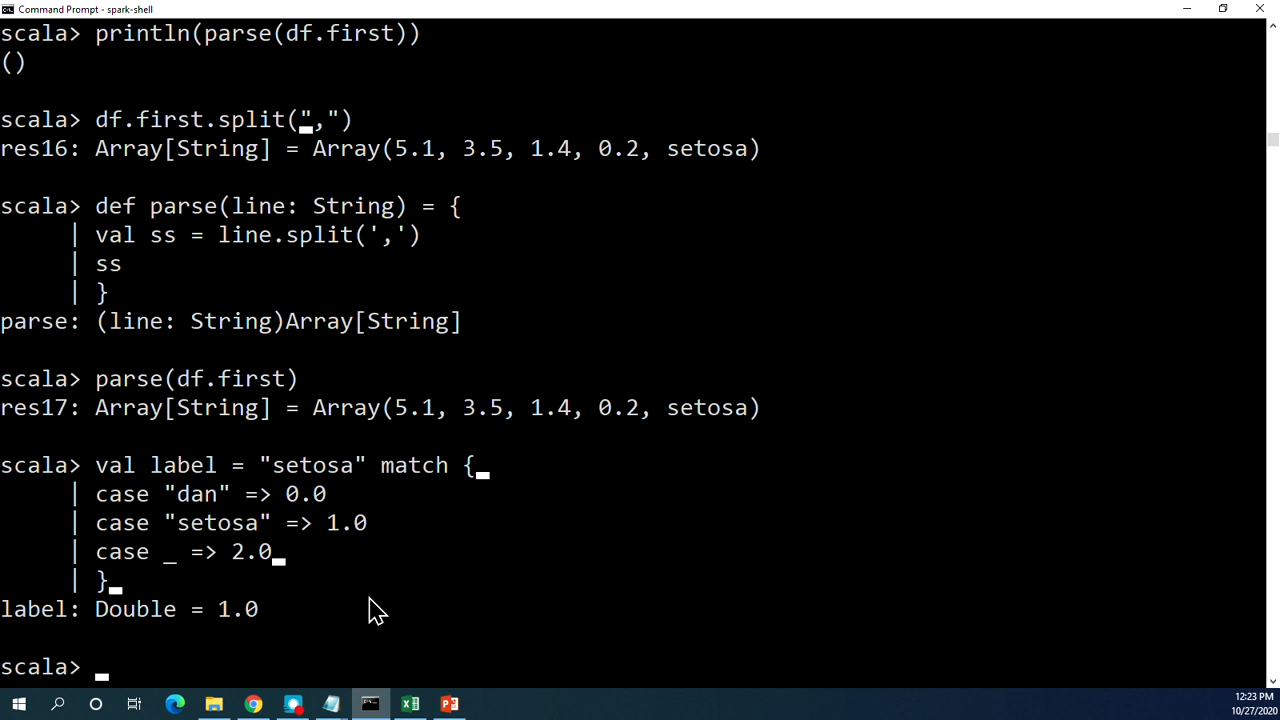 Command Prompt - spark-shell
scala> println(parse(df.first))
()
scala> df.first.split(",")
res16: Array[String] = Array(5.1, 3.5, 1.4, 0.2, setosa)
scala> def parse(line: String) = {
| val ss = line.split(',')
| ss
| }
parse: (line: String)Array[String]
scala> parse(df.first)
res17: Array[String] = Array(5.1, 3.5, 1.4, 0.2, setosa)
scala> val label = "setosa" match {
| case "dan" => 0.0
| case "setosa" => 1.0
| case _ => 2.0
| }
label: Double = 1.0
scala>
12:23 PM
10/27/2020